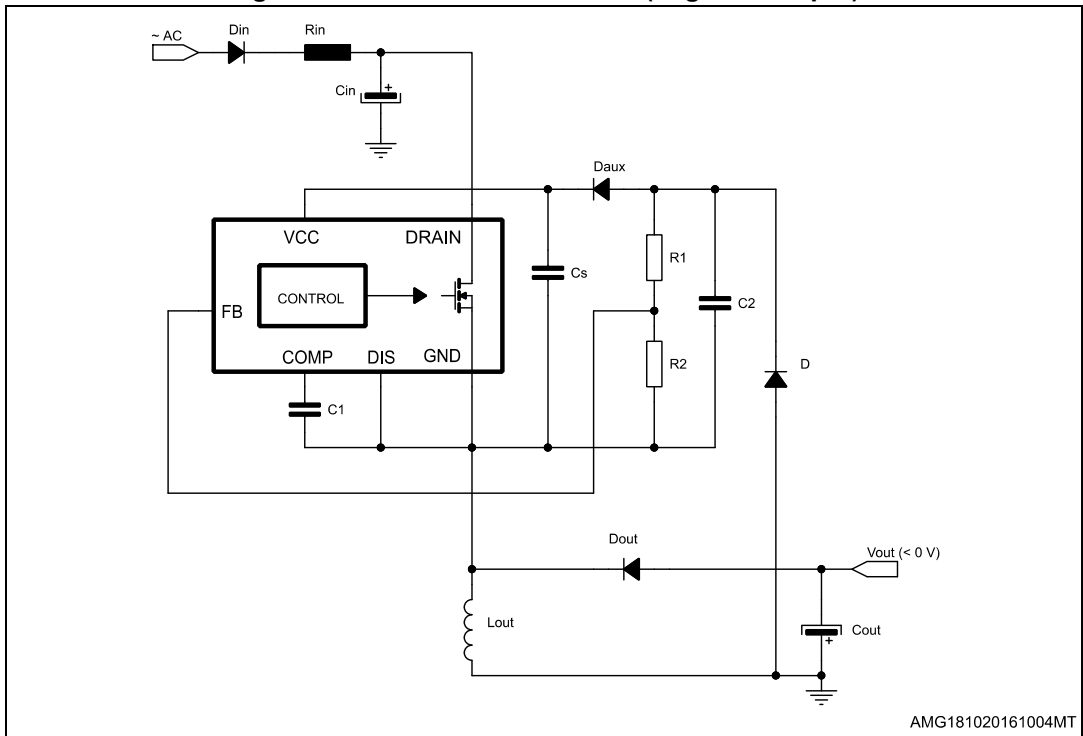 ~ AC
Din
Rin
Cin
+
Daux
VCC
DRAIN
CONTROL
FB
COMP
DIS
GND
Cs
R1
C2
R2
D
C1
Dout
Vout (< 0 V)
Lout
Cout
+
AMG181020161004MT